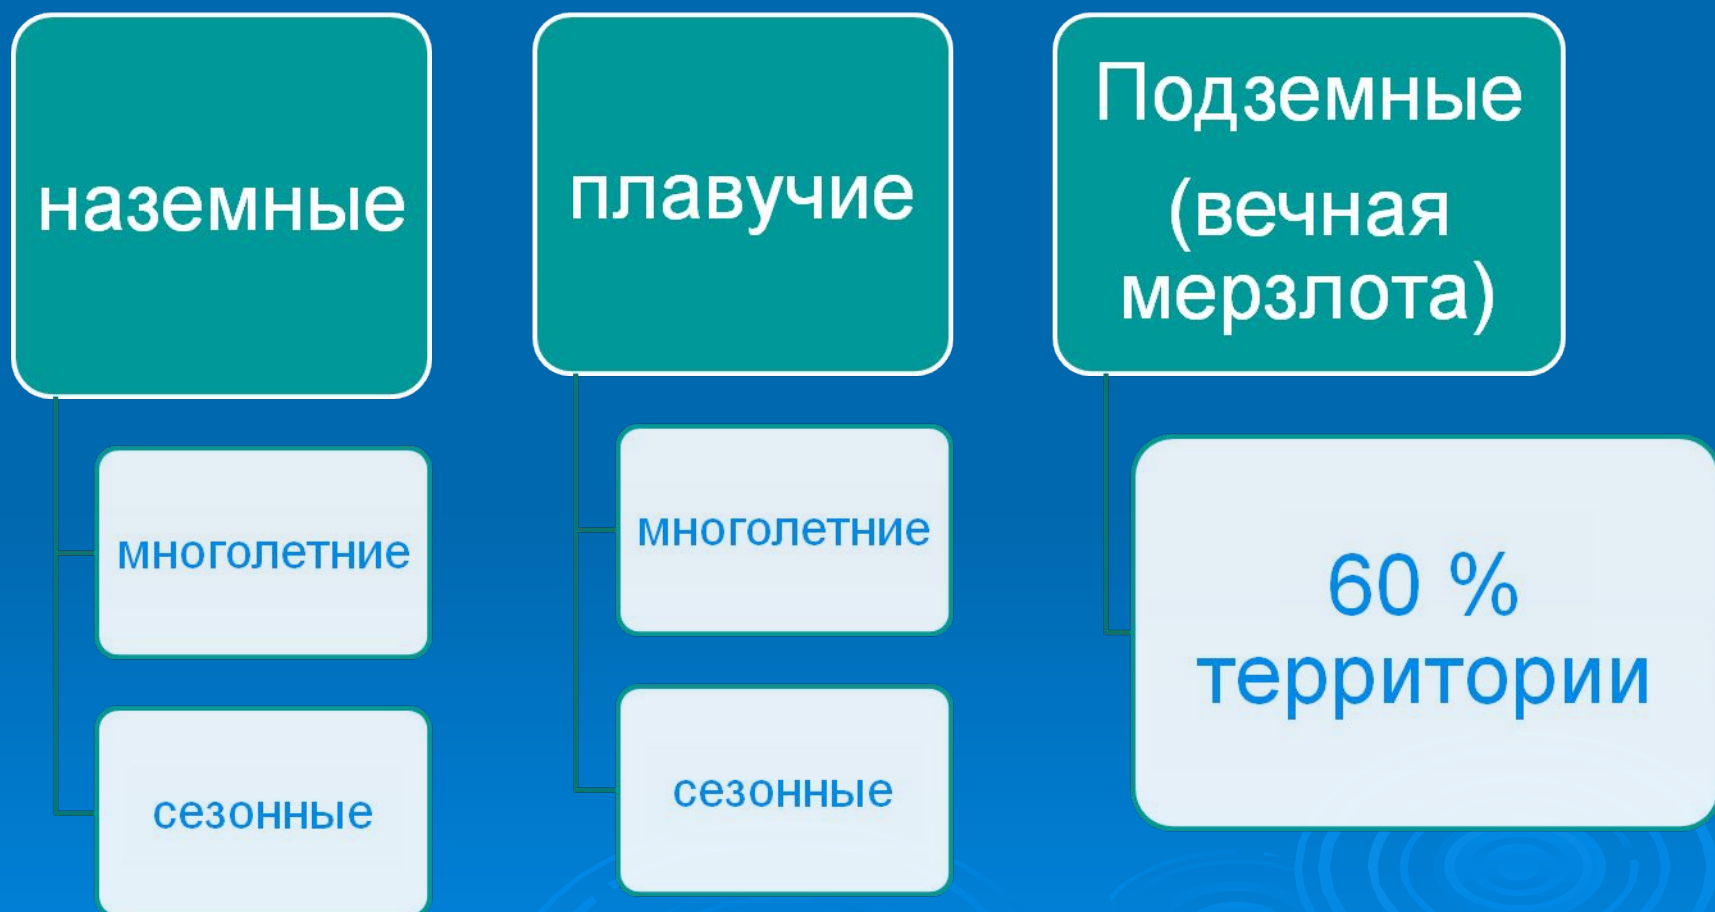 наземные
многолетние
сезонные
плавучие
многолетние
сезонные
Подземные
(вечная
мерзлота)
60 %
территории